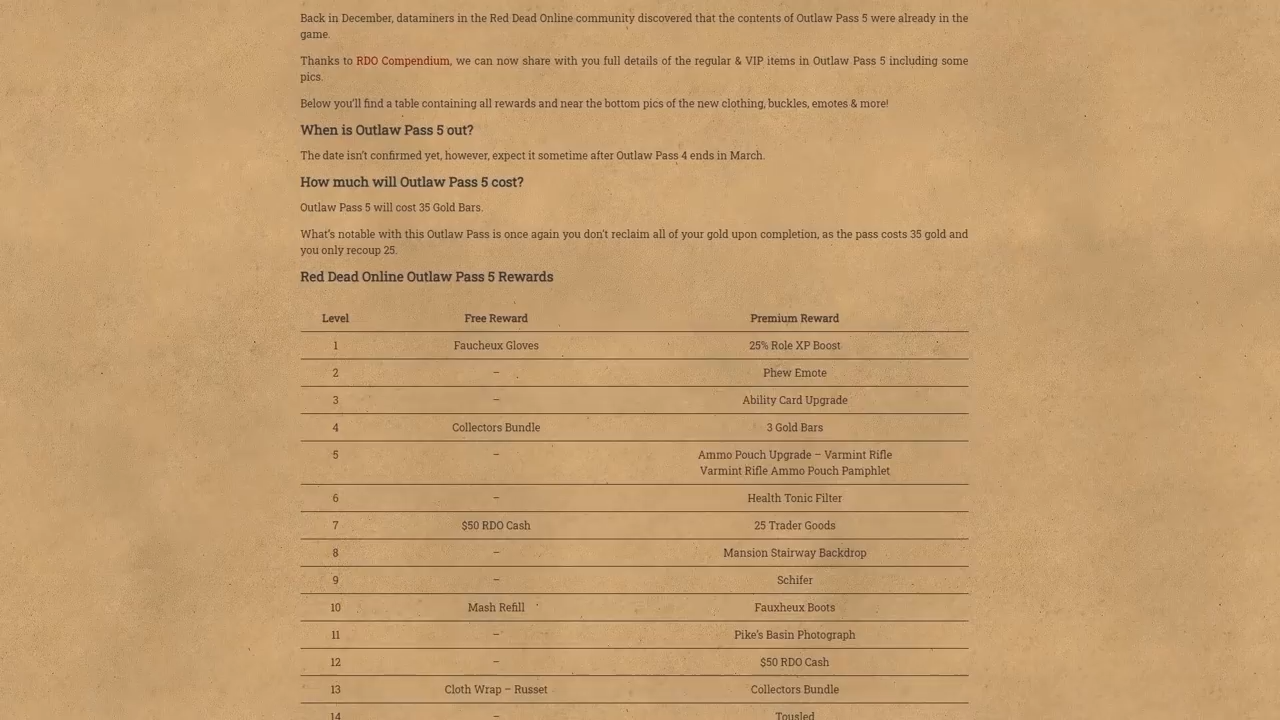 Back in December, dataminers in the Red Dead Online community discovered that the contents of Outlaw Pass 5 were already in the
game.
Thanks to RDO Compendium, we can now share with you full details of the regular & VIP items in Outlaw Pass 5 including some
pics.
Below you'll find a table containing all rewards and near the bottom pics of the new clothing, buckles, emotes & more!
When is Outlaw Pass 5 out?
The date isn't confirmed yet, however, expect it sometime after Outlaw Pass 4 ends in March.
How much will Outlaw Pass 5 cost?
Outlaw Pass 5 will cost 35 Gold Bars.
What's notable with this Outlaw Pass is once again you don't reclaim all of your gold upon completion, as the pass costs 35 gold and
you only recoup 25.
Red Dead Online Outlaw Pass 5 Rewards
Level Free Reward Premium Reward
1 Faucheux Gloves 25% Role XP Boost
2 – Phew Emote
3 – Ability Card Upgrade
4 Collectors Bundle 3 Gold Bars
5 – Ammo Pouch Upgrade – Varmint Rifle
Varmint Rifle Ammo Pouch Pamphlet
6 – Health Tonic Filter
7 $50 RDO Cash 25 Trader Goods
8 – Mansion Stairway Backdrop
9 – Schifer
10 Mash Refill Fauxheux Boots
11 – Pike's Basin Photograph
12 – $50 RDO Cash
13 Cloth Wrap – Russet Collectors Bundle
14 – Tousled